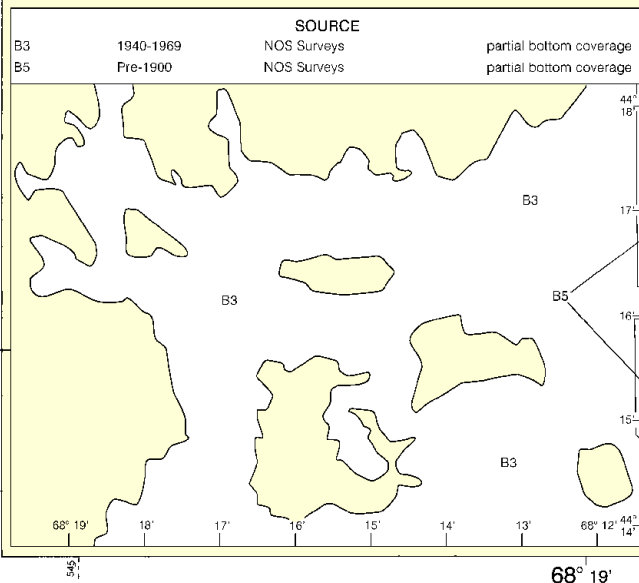 SOURCE
B3 1940-1969 NOS Surveys partial bottom coverage
B5 Pre-1900 NOS Surveys partial bottom coverage
44°
18'
B3
17'
B3
B5
16'
15'
B3
68° 19' 18' 17' 16' 15' 14' 13' 68° 12' 44°
14'
545
68° 19'